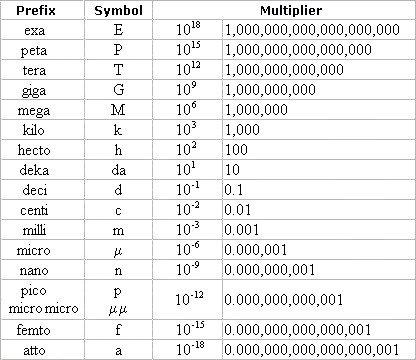 Prefix Symbol Multiplier
exa E 10^18 1,000,000,000,000,000,000
peta P 10^15 1,000,000,000,000,000
tera T 10^12 1,000,000,000,000
giga G 10^9 1,000,000,000
mega M 10^6 1,000,000
kilo k 10^3 1,000
hecto h 10^2 100
deka da 10^1 10
deci d 10^-1 0.1
centi c 10^-2 0.01
milli m 10^-3 0.001
micro μ 10^-6 0.000,001
nano n 10^-9 0.000,000,001
pico p 10^-12 0.000,000,000,001
micro micro μμ
femto f 10^-15 0.000,000,000,000,001
atto a 10^-18 0.000,000,000,000,000,001